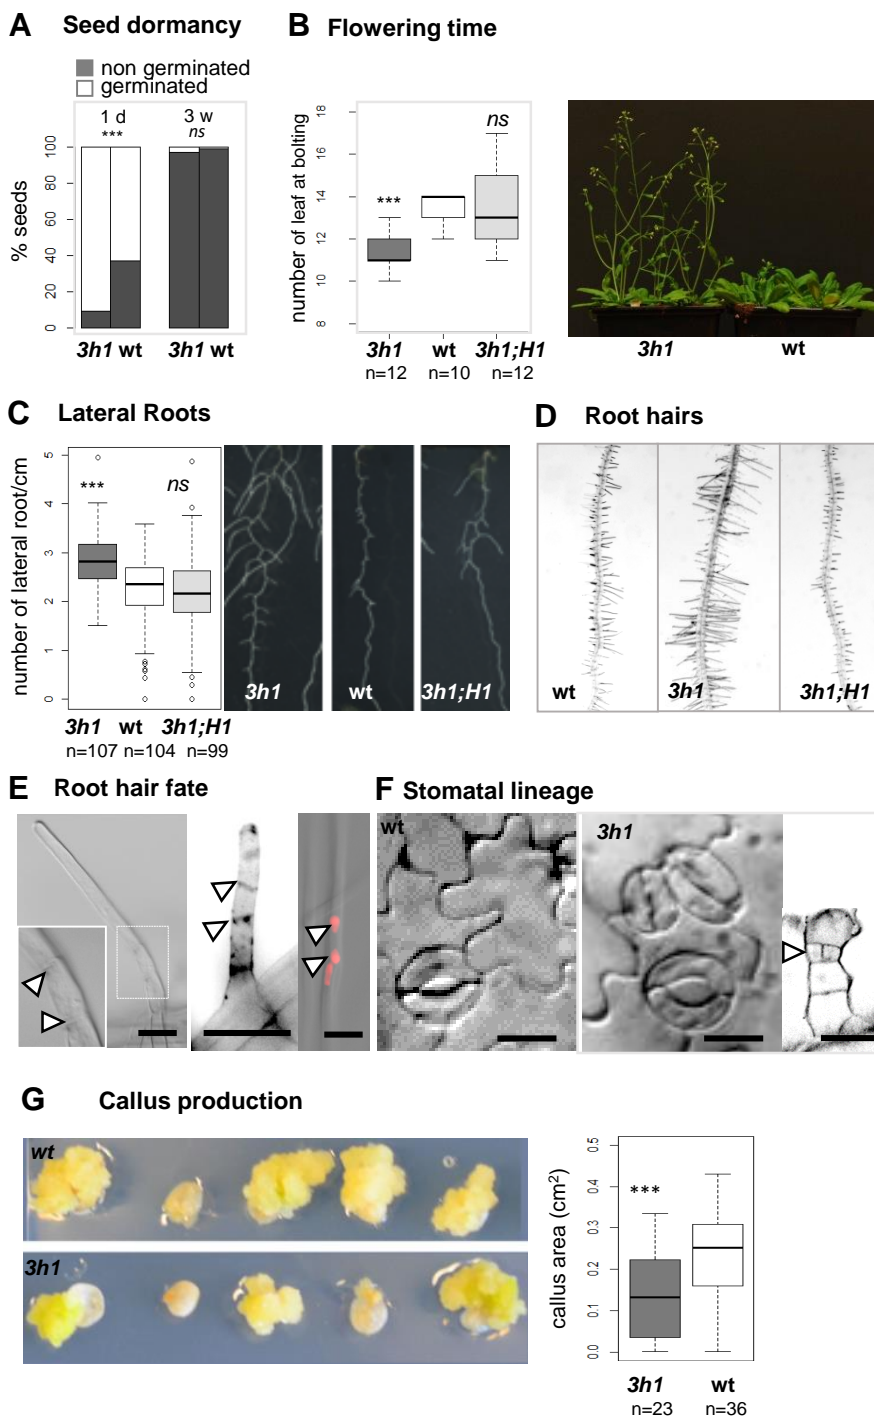 A Seed dormancy
non germinated
germinated
1 d
***
3 w
ns
% seeds
0 20 40 60 80 100
3h1 wt 3h1 wt
B Flowering time
number of leaf at bolting
18
16
14
12
10
8
***
ns
3h1 wt 3h1;H1
n=12 n=10 n=12
3h1 wt
C Lateral Roots
number of lateral root/cm
5
4
3
2
1
0
***
ns
3h1 wt 3h1;H1
n=107 n=104 n=99
3h1 wt 3h1;H1
D Root hairs
wt 3h1 3h1;H1
E Root hair fate
F Stomatal lineage
wt 3h1
G Callus production
wt
3h1
callus area (cm²)
0.5
0.4
0.3
0.2
0.1
0.0
***
3h1 wt
n=23 n=36